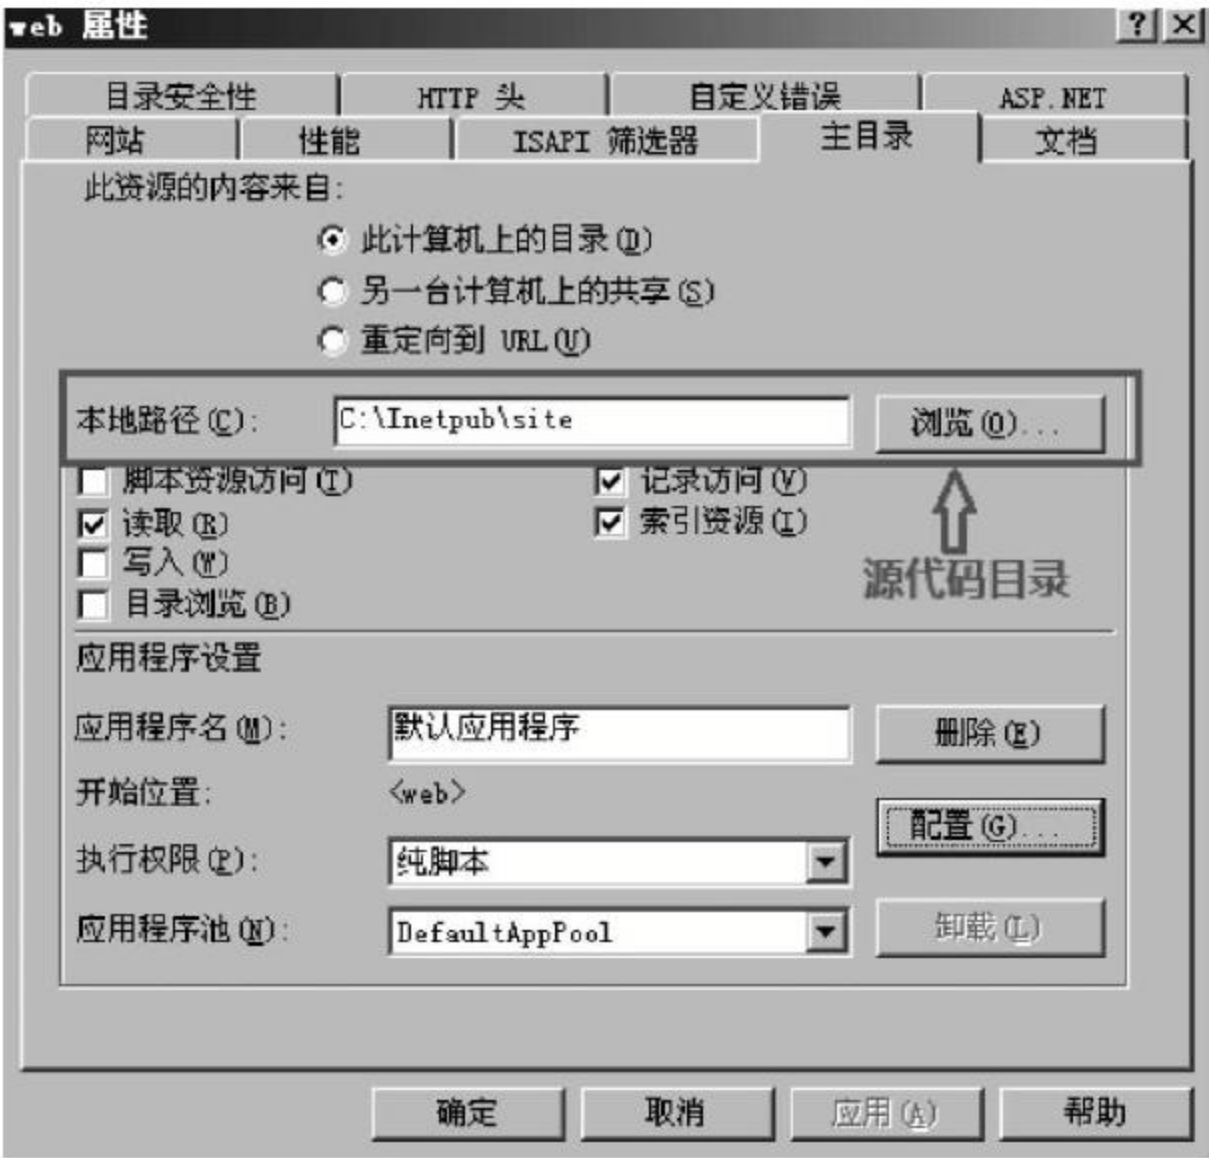 web 属性
目录安全性 HTTP 头 自定义错误 ASP.NET
网站 性能 ISAPI 筛选器 主目录 文档
此资源的内容来自:
此计算机上的目录(D)
另一台计算机上的共享(S)
重定向到 URL(U)
本地路径(C): C:\Inetpub\site 浏览(O)...
脚本资源访问(T) 记录访问(V)
读取(R) 索引资源(I)
写入(W)
源代码目录
目录浏览(B)
应用程序设置
应用程序名(M): 默认应用程序 删除(E)
开始位置: <web>
配置(G)...
执行权限(P): 纯脚本
应用程序池(N): DefaultAppPool 卸载(L)
确定 取消 应用(A) 帮助